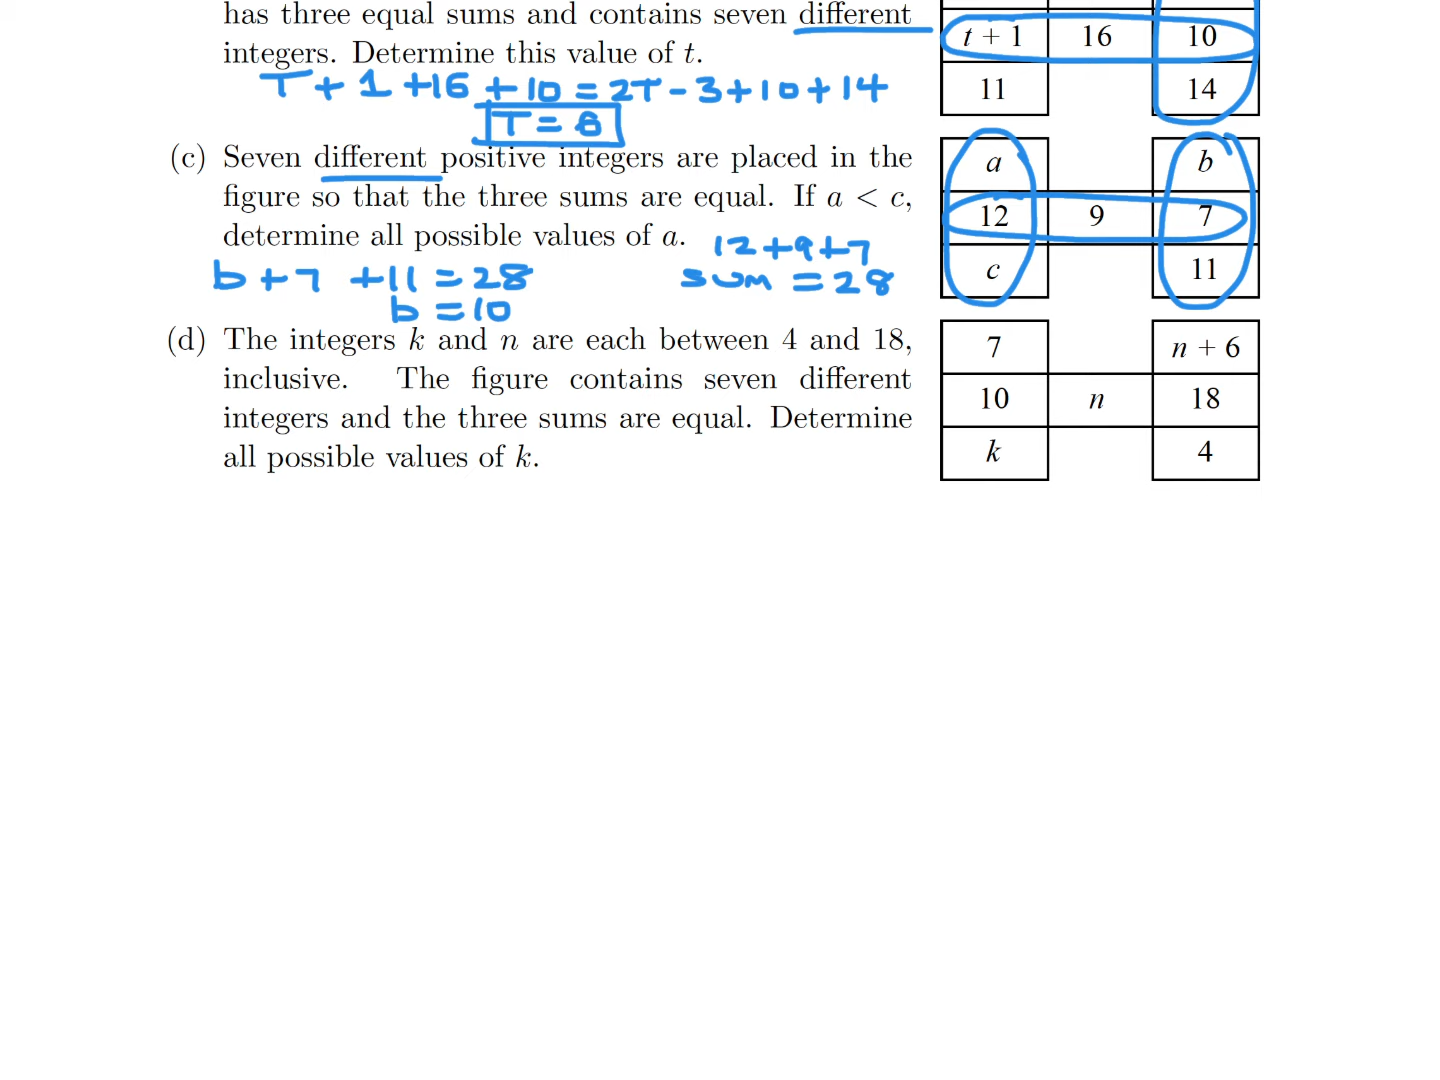 has three equal sums and contains seven different
integers. Determine this value of t.
t + 1 16 10
11 14
T + 1 + 16 + 10 = 2T - 3 + 10 + 14
T = 6
(c) Seven different positive integers are placed in the
figure so that the three sums are equal. If a < c,
determine all possible values of a.
a b
12 9 7
c 11
12 + 9 + 7
sum = 28
b + 7 + 11 = 28
b = 10
(d) The integers k and n are each between 4 and 18,
inclusive. The figure contains seven different
integers and the three sums are equal. Determine
all possible values of k.
7 n + 6
10 n 18
k 4